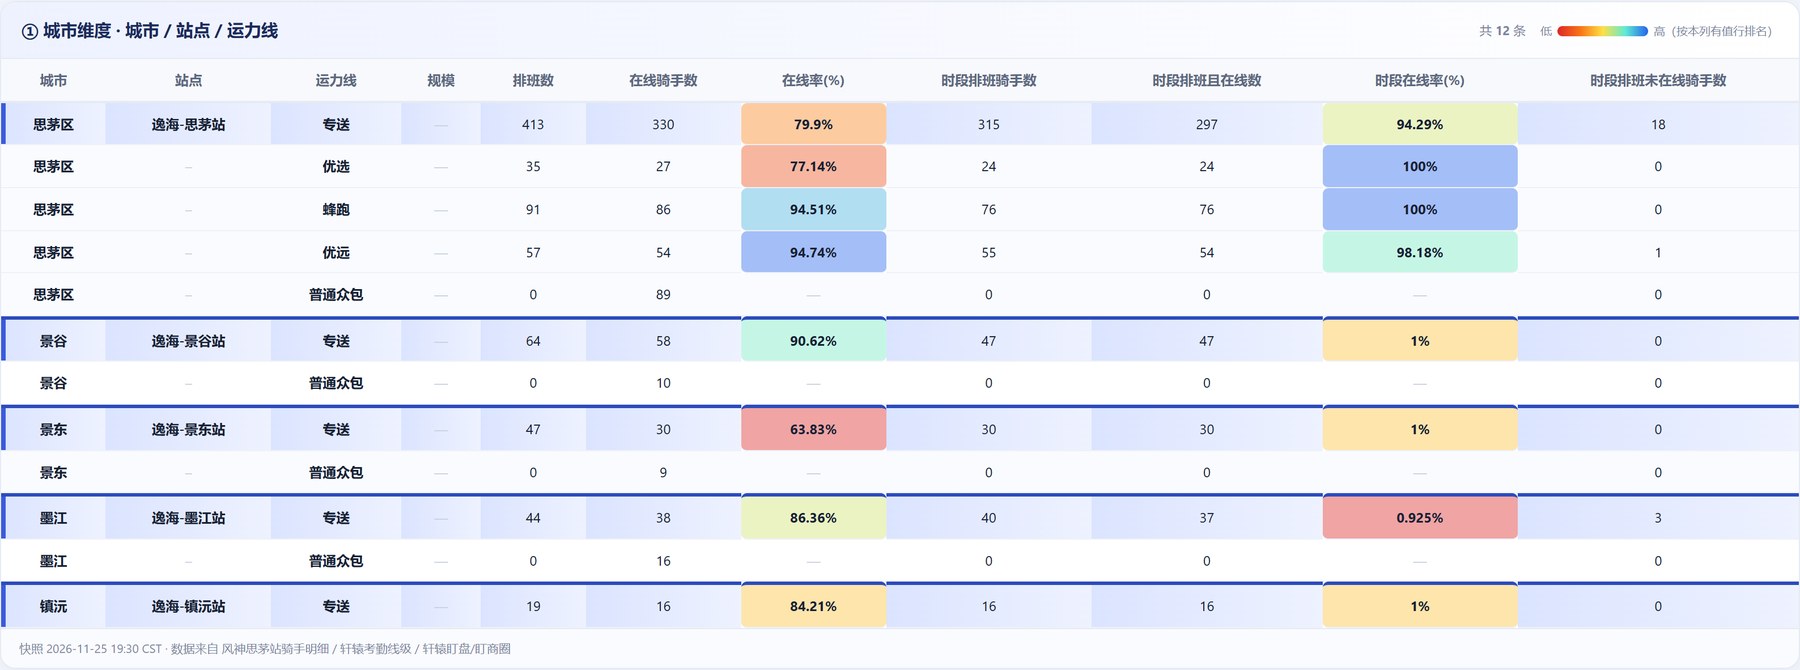 ① 城市维度 · 城市 / 站点 / 运力线
共 12 条 低 高 (按本列有值行排名)
城市 站点 运力线 规模 排班数 在线骑手数 在线率(%) 时段排班骑手数 时段排班且在线数 时段在线率(%) 时段排班未在线骑手数
思茅区 逸海-思茅站 专送 — 413 330 79.9% 315 297 94.29% 18
思茅区 – 优选 — 35 27 77.14% 24 24 100% 0
思茅区 – 蜂跑 — 91 86 94.51% 76 76 100% 0
思茅区 – 优远 — 57 54 94.74% 55 54 98.18% 1
思茅区 – 普通众包 — 0 89 — 0 0 — 0
景谷 逸海-景谷站 专送 — 64 58 90.62% 47 47 1% 0
景谷 – 普通众包 — 0 10 — 0 0 — 0
景东 逸海-景东站 专送 — 47 30 63.83% 30 30 1% 0
景东 – 普通众包 — 0 9 — 0 0 — 0
墨江 逸海-墨江站 专送 — 44 38 86.36% 40 37 0.925% 3
墨江 – 普通众包 — 0 16 — 0 0 — 0
镇沅 逸海-镇沅站 专送 — 19 16 84.21% 16 16 1% 0
快照 2026-11-25 19:30 CST · 数据来自 风神思茅站骑手明细 / 轩辕考勤线级 / 轩辕盯盘/盯商圈